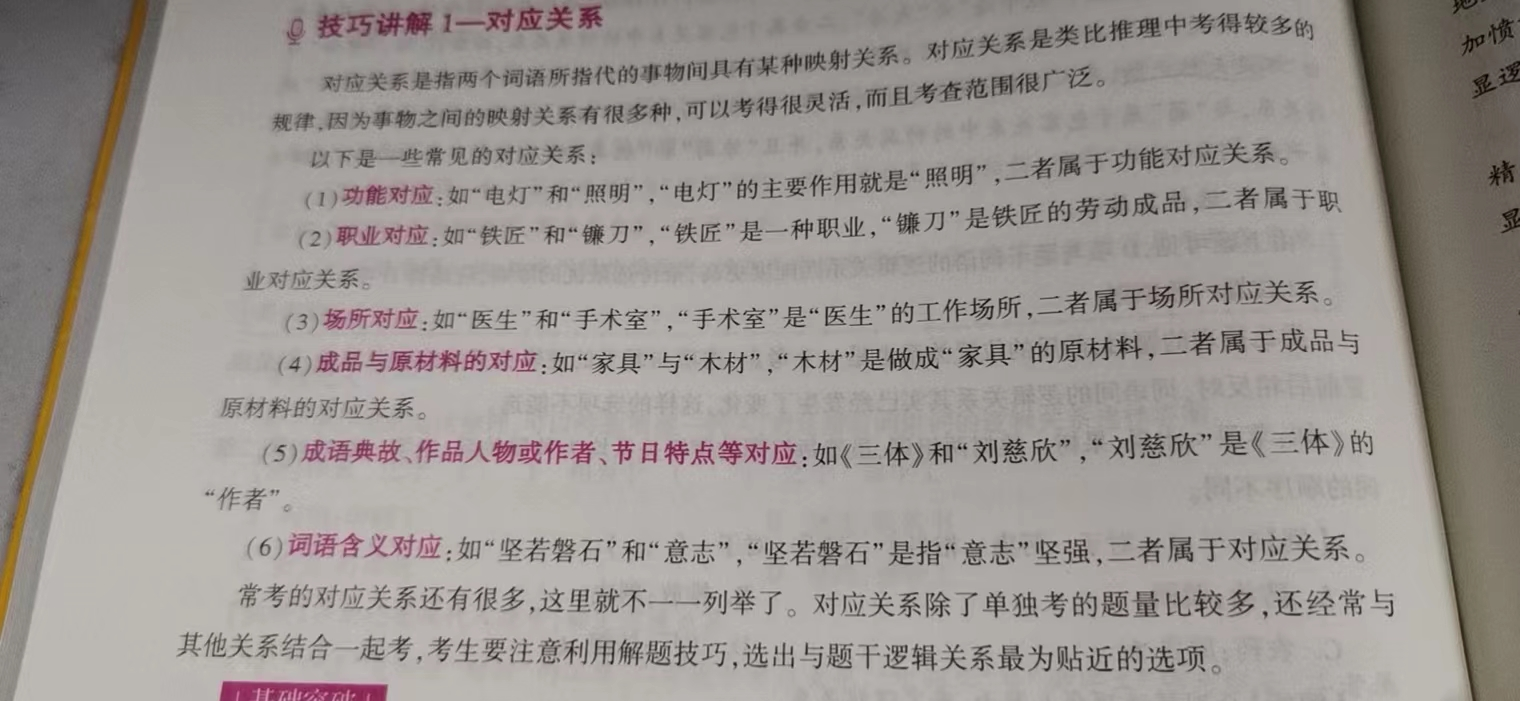 技巧讲解1—对应关系
对应关系是指两个词语所指代的事物间具有某种映射关系。对应关系是类比推理中考得较多的
规律,因为事物之间的映射关系有很多种,可以考得很灵活,而且考查范围很广泛。
以下是一些常见的对应关系:
(1)功能对应:如“电灯”和“照明”,“电灯”的主要作用就是“照明”,二者属于功能对应关系。
(2)职业对应:如“铁匠”和“镰刀”,“铁匠”是一种职业,“镰刀”是铁匠的劳动成品,二者属于职
业对应关系。
(3)场所对应:如“医生”和“手术室”,“手术室”是“医生”的工作场所,二者属于场所对应关系。
(4)成品与原材料的对应:如“家具”与“木材”,“木材”是做成“家具”的原材料,二者属于成品与
原材料的对应关系。
(5)成语典故、作品人物或作者、节日特点等对应:如《三体》和“刘慈欣”,“刘慈欣”是《三体》的
“作者”。
(6)词语含义对应:如“坚若磐石”和“意志”,“坚若磐石”是指“意志”坚强,二者属于对应关系。
常考的对应关系还有很多,这里就不一一列举了。对应关系除了单独考的题量比较多,还经常与
其他关系结合一起考,考生要注意利用解题技巧,选出与题干逻辑关系最为贴近的选项。
基础突破
加愤
显逻
精
显